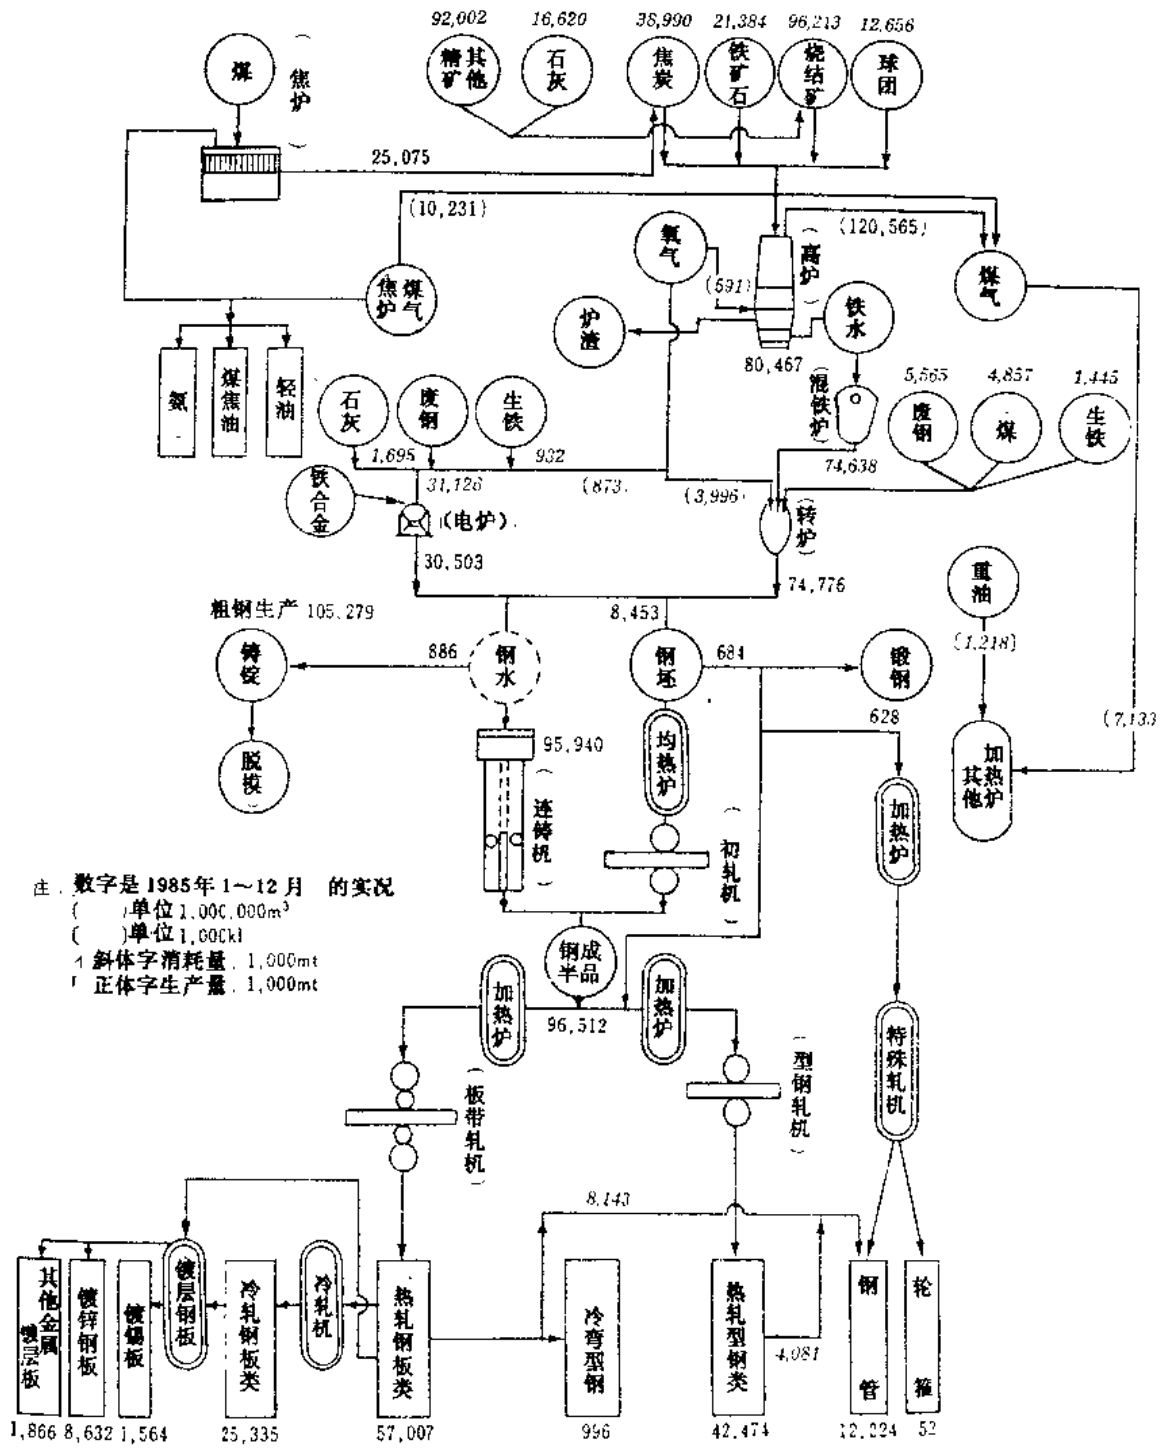 92,002
16,620
38,990
21,384
96,213
12,656
煤
(焦炉)
精矿其他
石灰
焦炭
铁矿石
烧结矿
球团
25,075
(10,231)
(120,565)
氧气
(高炉)
煤气
焦炉煤气
(591)
炉渣
铁水
80,467
氨
煤焦油
轻油
石灰
废钢
生铁
(混铁炉)
5,565
4,857
1,445
废钢
煤
生铁
1,695
932
74,638
铁合金
31,126
(873)
(3,996)
(电炉)
(转炉)
30,503
74,776
重油
粗钢生产 105,279
8,453
(1,218)
铸锭
886
钢水
钢坯
684
锻钢
628
(7,133
脱模
95,940
均热炉
加热炉其他
(连铸机)
(初轧机)
加热炉
注. 数字是1985年1~12月 的实况
( )单位1,000,000m³
( )单位1,000kl
斜体字消耗量. 1,000mt
正体字生产量. 1,000mt
钢成半品
加热炉
96,512
加热炉
特殊轧机
(板带轧机)
(型钢轧机)
8,143
其他金属镀层板
镀锌钢板
镀锡板
镀层钢板
冷轧钢板类
冷轧机
热轧钢板类
冷弯型钢
热轧型钢类
4,081
钢管
轮箍
1,866
8,632
1,564
25,335
57,007
996
42,474
12,224
52